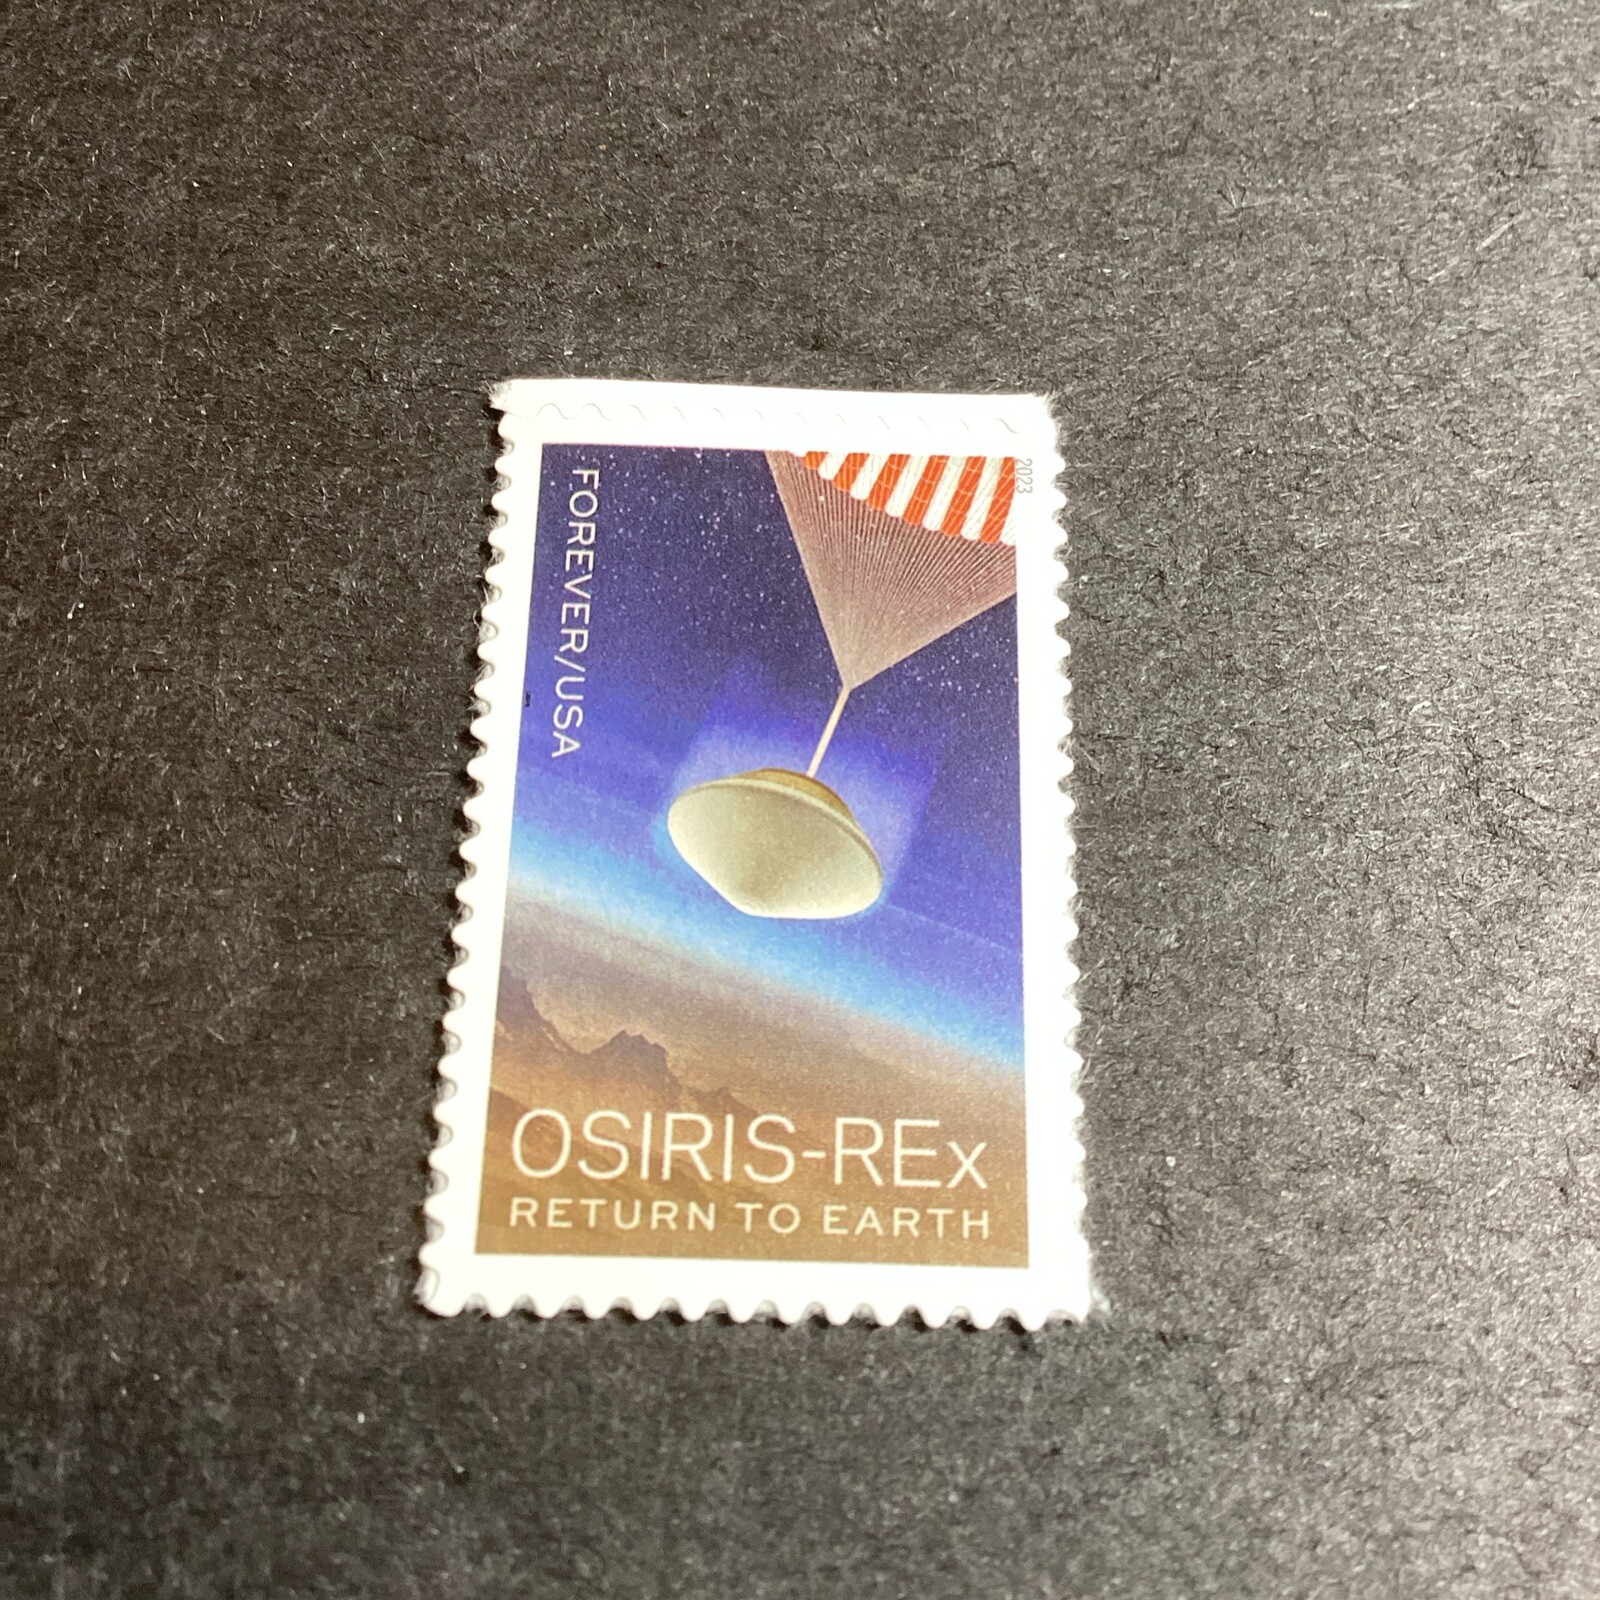 2023
FOREVER/USA
OSIRIS-REx
RETURN TO EARTH